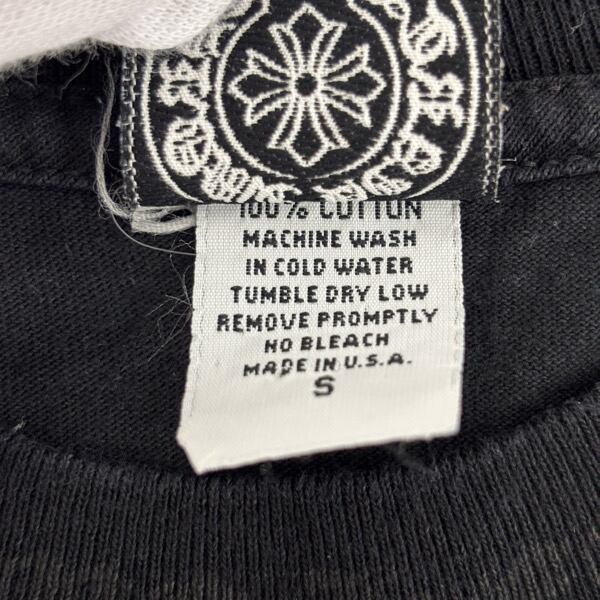 100% COTTON
MACHINE WASH
IN COLD WATER
TUMBLE DRY LOW
REMOVE PROMPTLY
NO BLEACH
MADE IN U.S.A.
S